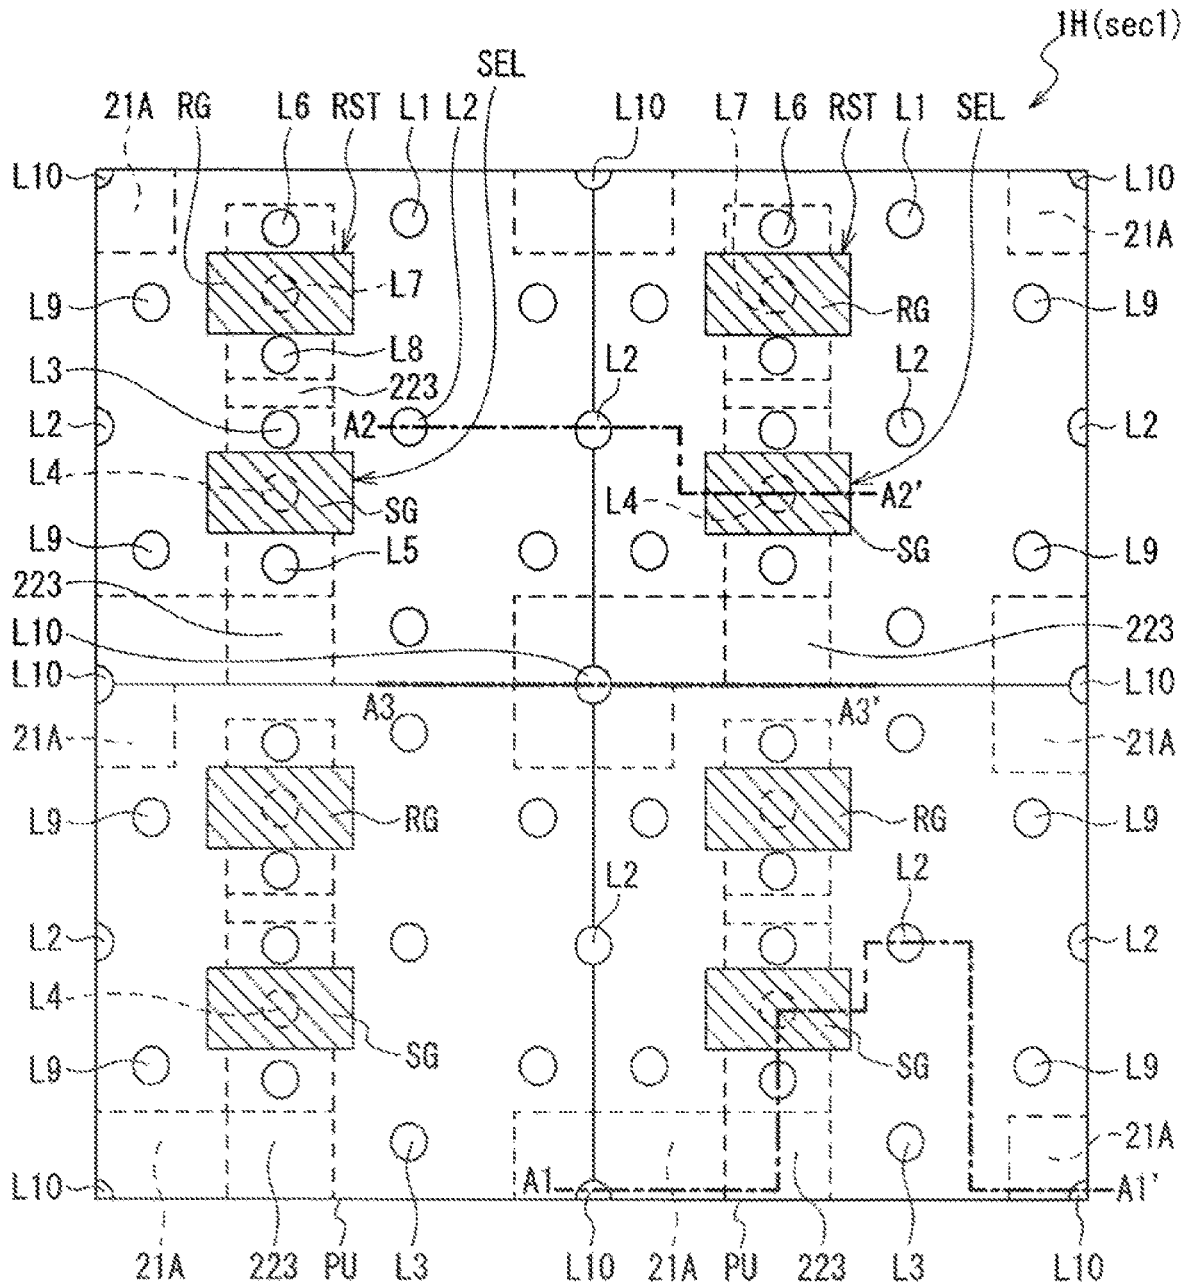 1H(sec1)
SEL
21A RG L6 RST L1 L2 L10 L7 L6 RST L1 SEL
L10 L10
21A
L9 L7 RG L9
L8 L2 L2
L3 223
L2 A2 L2
L4 SG L4 A2'
L9 L5 SG L9
223
L10 223
L10 L10
A3 A3'
21A 21A
L9 RG RG L9
L2 L2
L2 L2
L4
L9 SG SG L9
21A
L10 A1 A1'
21A 223 PU L3 L10 21A PU 223 L3 L10